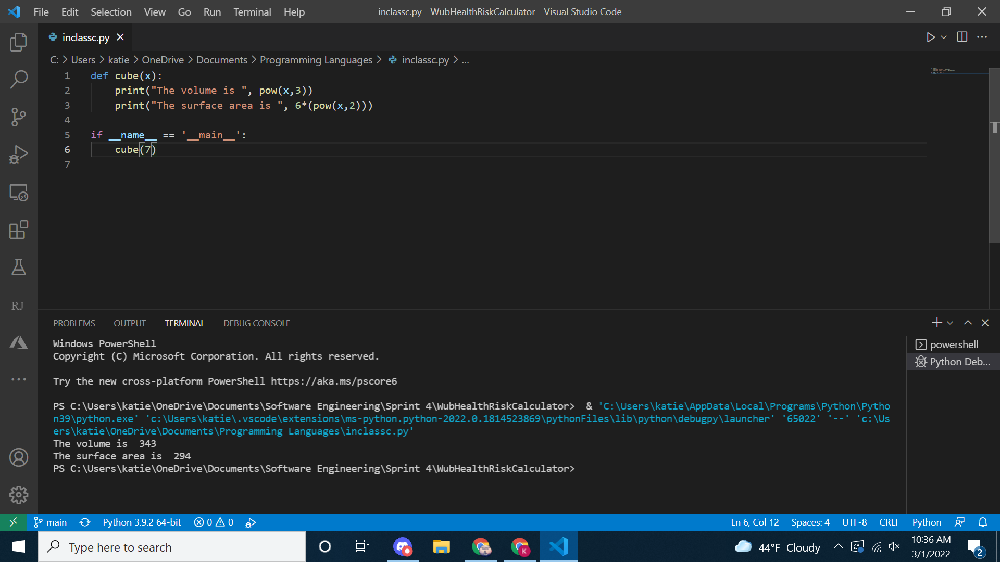 File Edit Selection View Go Run Terminal Help
inclassc.py - WubHealthRiskCalculator - Visual Studio Code
inclassc.py
C: > Users > katie > OneDrive > Documents > Programming Languages > inclassc.py > ...
1 def cube(x):
2     print("The volume is ", pow(x,3))
3     print("The surface area is ", 6*(pow(x,2)))
4
5 if __name__ == '__main__':
6     cube(7)
7
RJ
PROBLEMS OUTPUT TERMINAL DEBUG CONSOLE
powershell
Python Deb...
Windows PowerShell
Copyright (C) Microsoft Corporation. All rights reserved.
Try the new cross-platform PowerShell https://aka.ms/pscore6
PS C:\Users\katie\OneDrive\Documents\Software Engineering\Sprint 4\WubHealthRiskCalculator>  & 'C:\Users\katie\AppData\Local\Programs\Python\Pytho
n39\python.exe' 'c:\Users\katie\.vscode\extensions\ms-python.python-2022.0.1814523869\pythonFiles\lib\python\debugpy\launcher' '65022' '--' 'c:\Us
ers\katie\OneDrive\Documents\Programming Languages\inclassc.py'
The volume is  343
The surface area is  294
PS C:\Users\katie\OneDrive\Documents\Software Engineering\Sprint 4\WubHealthRiskCalculator>
main Python 3.9.2 64-bit 0 0 Ln 6, Col 12 Spaces: 4 UTF-8 CRLF Python
Type here to search
K
44°F Cloudy
10:36 AM
3/1/2022
2